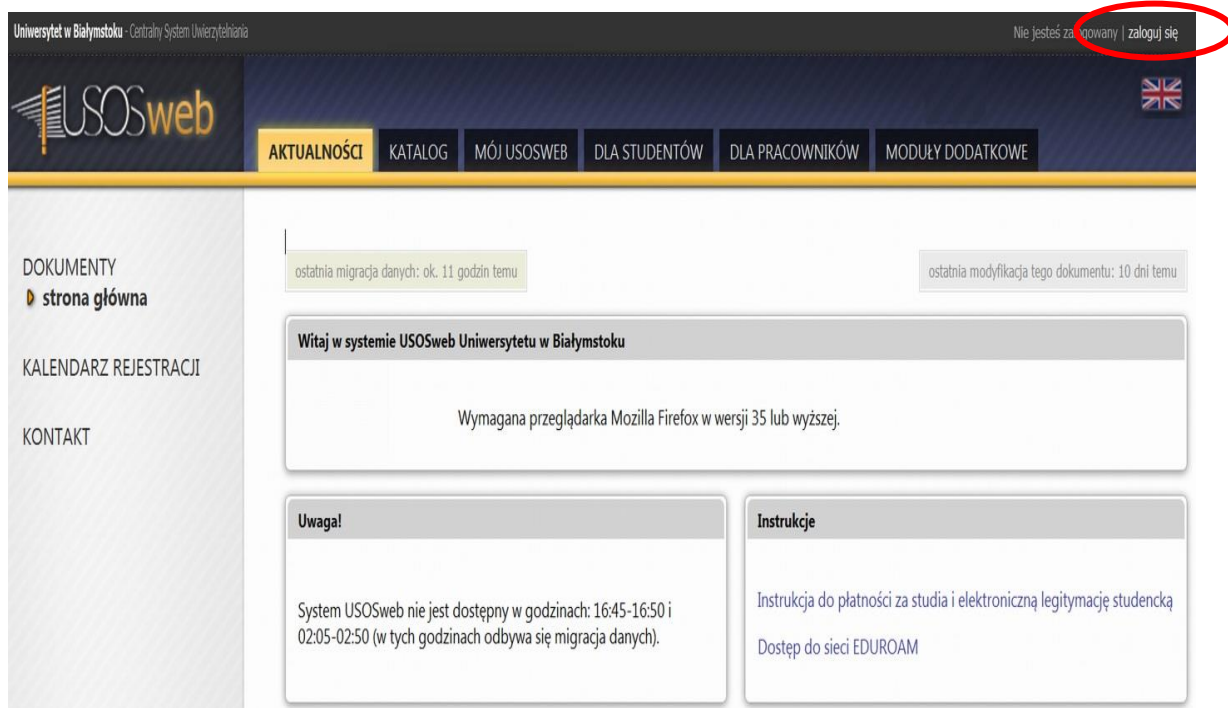 Uniwersytet w Białymstoku - Centralny System Uwierzytelniania
Nie jesteś zalogowany | zaloguj się
USOSweb
AKTUALNOŚCI KATALOG MÓJ USOSWEB DLA STUDENTÓW DLA PRACOWNIKÓW MODUŁY DODATKOWE
DOKUMENTY
strona główna
KALENDARZ REJESTRACJI
KONTAKT
ostatnia migracja danych: ok. 11 godzin temu
ostatnia modyfikacja tego dokumentu: 10 dni temu
Witaj w systemie USOSweb Uniwersytetu w Białymstoku
Wymagana przeglądarka Mozilla Firefox w wersji 35 lub wyższej.
Uwaga!
System USOSweb nie jest dostępny w godzinach: 16:45-16:50 i
02:05-02:50 (w tych godzinach odbywa się migracja danych).
Instrukcje
Instrukcja do płatności za studia i elektroniczną legitymację studencką
Dostęp do sieci EDUROAM